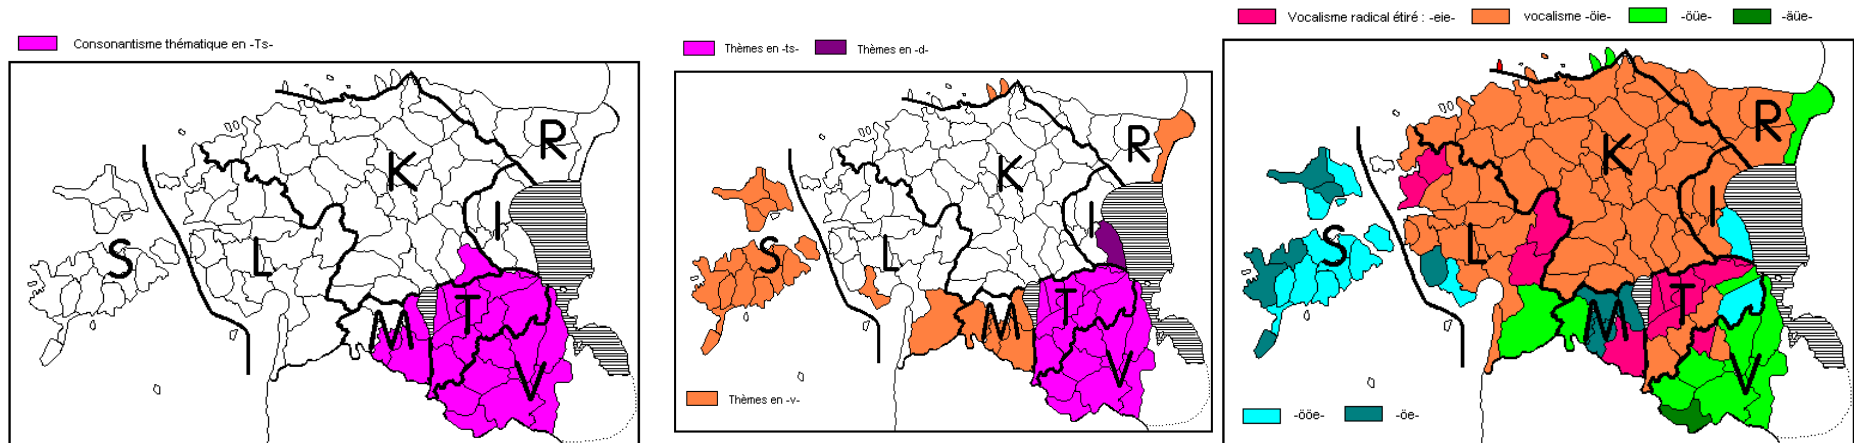 Consonantisme thématique en -Ts-
R
K
I
S
L
T
M
V
Thèmes en -ts-
Thèmes en -d-
R
K
I
S
L
T
M
V
Thèmes en -v-
Vocalisme radical étiré : -eie-
vocalisme -öie-
-öüe-
-äüe-
R
K
I
S
L
T
M
V
-ööe-
-öe-